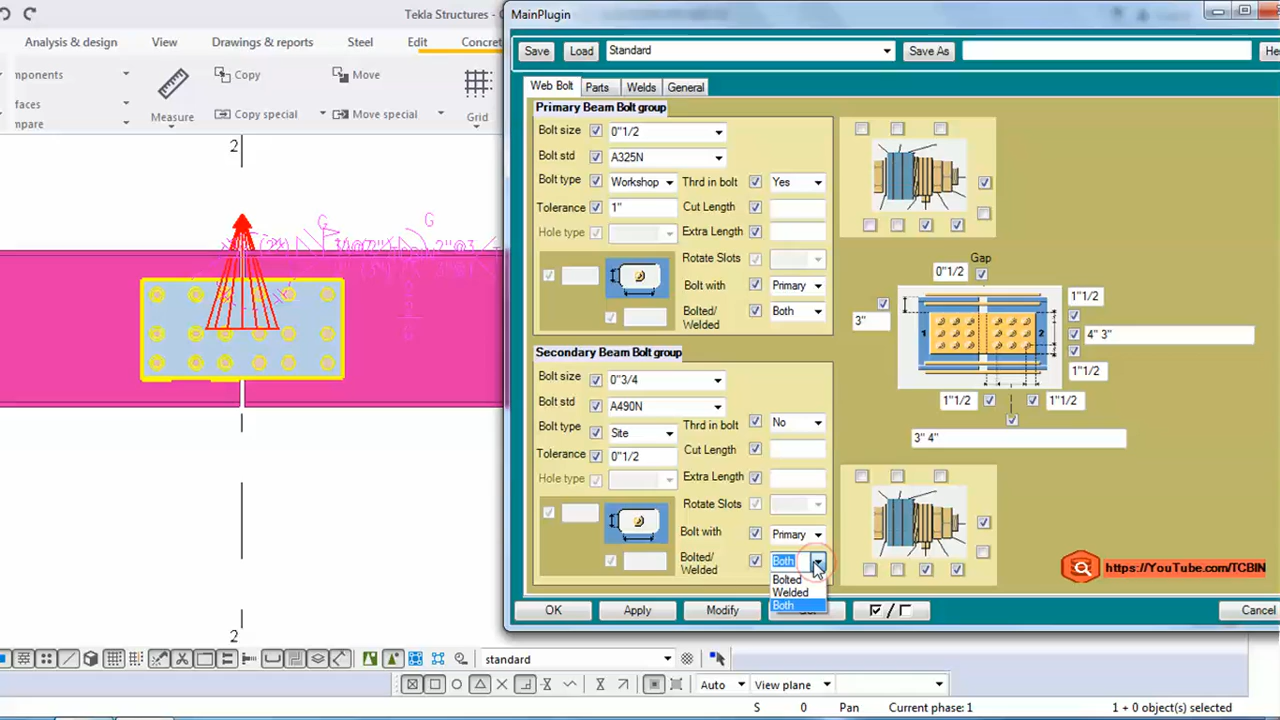 Tekla Structures - C
MainPlugin
Analysis & design
View
Drawings & reports
Steel
Edit
Concret
Save
Load
Standard
Save As
He
mponents
Copy
Move
faces
mpare
Measure
Copy special
Move special
Grid
Web Bolt
Parts
Welds
General
Primary Beam Bolt group
Bolt size
0"1/2
Bolt std
A325N
Bolt type
Workshop
Thrd in bolt
Yes
Tolerance
1"
Cut Length
Hole type
Extra Length
Rotate Slots
Bolt with
Primary
Bolted/
Welded
Both
Gap
0"1/2
3"
1"1/2
4" 3"
1"1/2
1
2
1"1/2
1"1/2
3" 4"
Secondary Beam Bolt group
Bolt size
0"3/4
Bolt std
A490N
Bolt type
Site
Thrd in bolt
No
Tolerance
0"1/2
Cut Length
Hole type
Extra Length
Rotate Slots
Bolt with
Primary
Bolted/
Welded
Both
Bolted
Welded
Both
OK
Apply
Modify
/
Cancel
https://YouTube.com/TCBIN
2
G
G
2
standard
Auto
View plane
S
0
Pan
Current phase: 1
1 + 0 object(s) selected